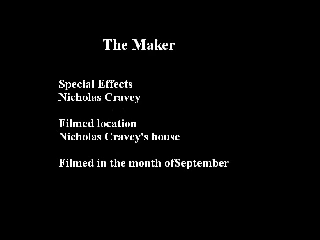 The Maker
Special Effects
Nicholas Cravey
Filmed location
Nicholas Cravey's house
Filmed in the month ofSeptember